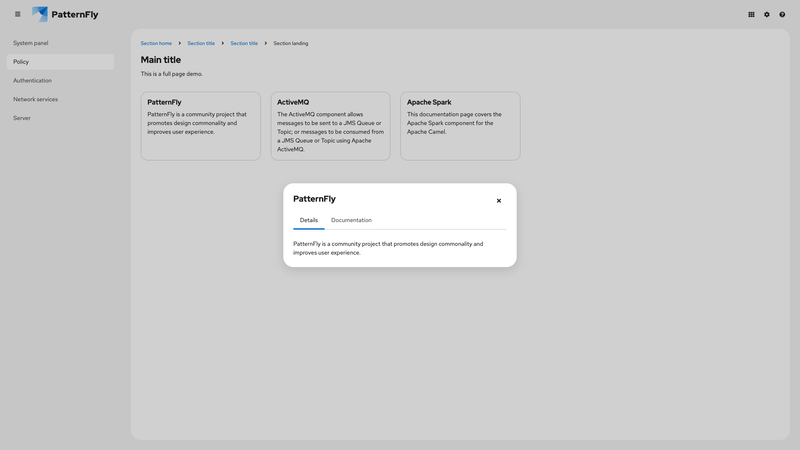 PatternFly
System panel
Policy
Authentication
Network services
Server
Section home
Section title
Section title
Section landing
Main title
This is a full page demo.
PatternFly
PatternFly is a community project that
promotes design commonality and
improves user experience.
ActiveMQ
The ActiveMQ component allows
messages to be sent to a JMS Queue or
Topic; or messages to be consumed from
a JMS Queue or Topic using Apache
ActiveMQ.
Apache Spark
This documentation page covers the
Apache Spark component for the
Apache Camel.
PatternFly
Details
Documentation
PatternFly is a community project that promotes design commonality and
improves user experience.